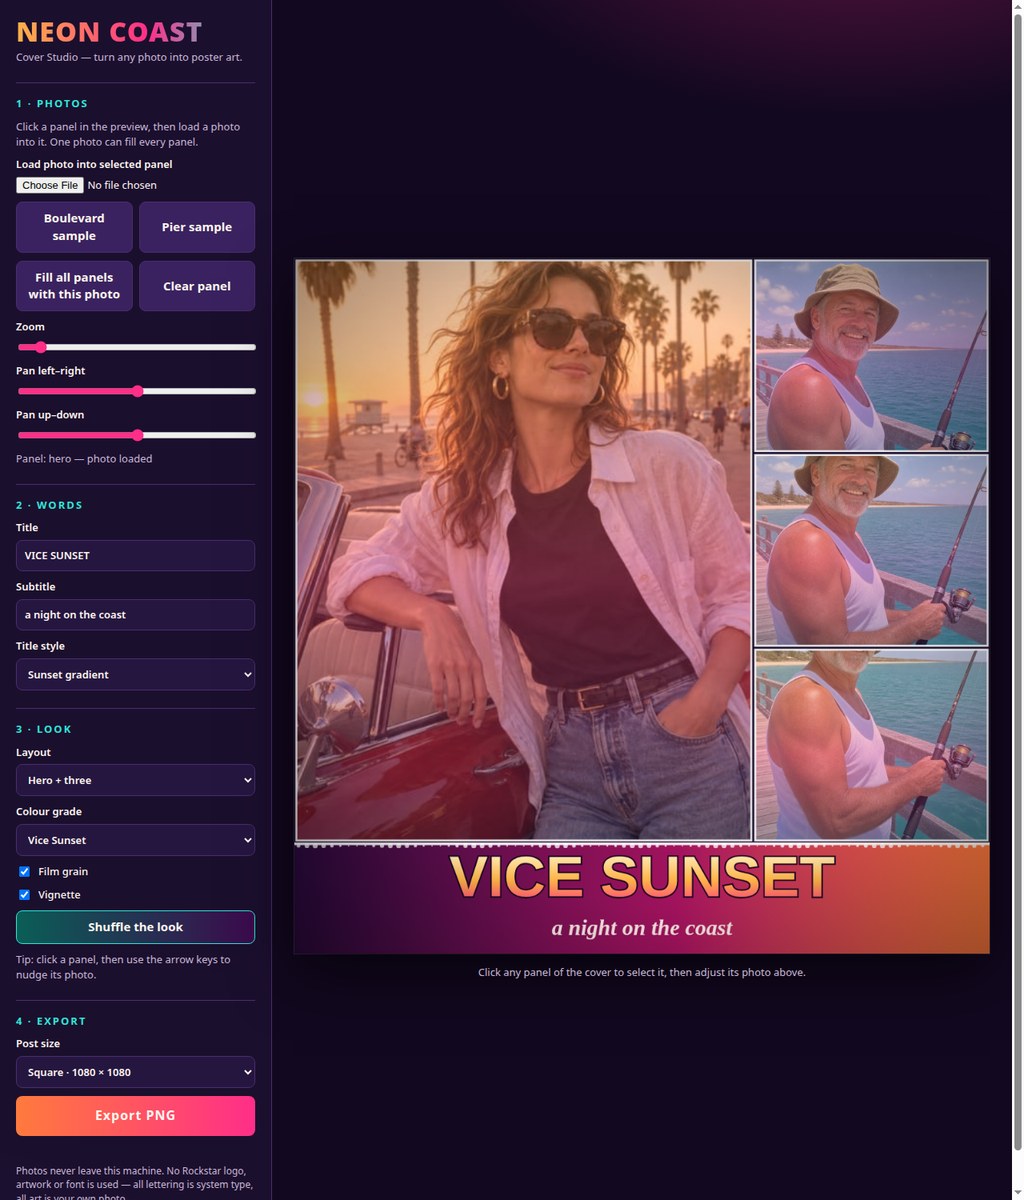 NEON COAST
Cover Studio — turn any photo into poster art.
1 · PHOTOS
Click a panel in the preview, then load a photo
into it. One photo can fill every panel.
Load photo into selected panel
Choose File No file chosen
Boulevard
sample
Pier sample
Fill all panels
with this photo
Clear panel
Zoom
Pan left–right
Pan up–down
Panel: hero — photo loaded
2 · WORDS
Title
VICE SUNSET
Subtitle
a night on the coast
Title style
Sunset gradient
3 · LOOK
Layout
Hero + three
Colour grade
Vice Sunset
Film grain
Vignette
Shuffle the look
Tip: click a panel, then use the arrow keys to
nudge its photo.
4 · EXPORT
Post size
Square · 1080 × 1080
Export PNG
Photos never leave this machine. No Rockstar logo,
artwork or font is used — all lettering is system type,
all art is your own photo.
VICE SUNSET
a night on the coast
Click any panel of the cover to select it, then adjust its photo above.